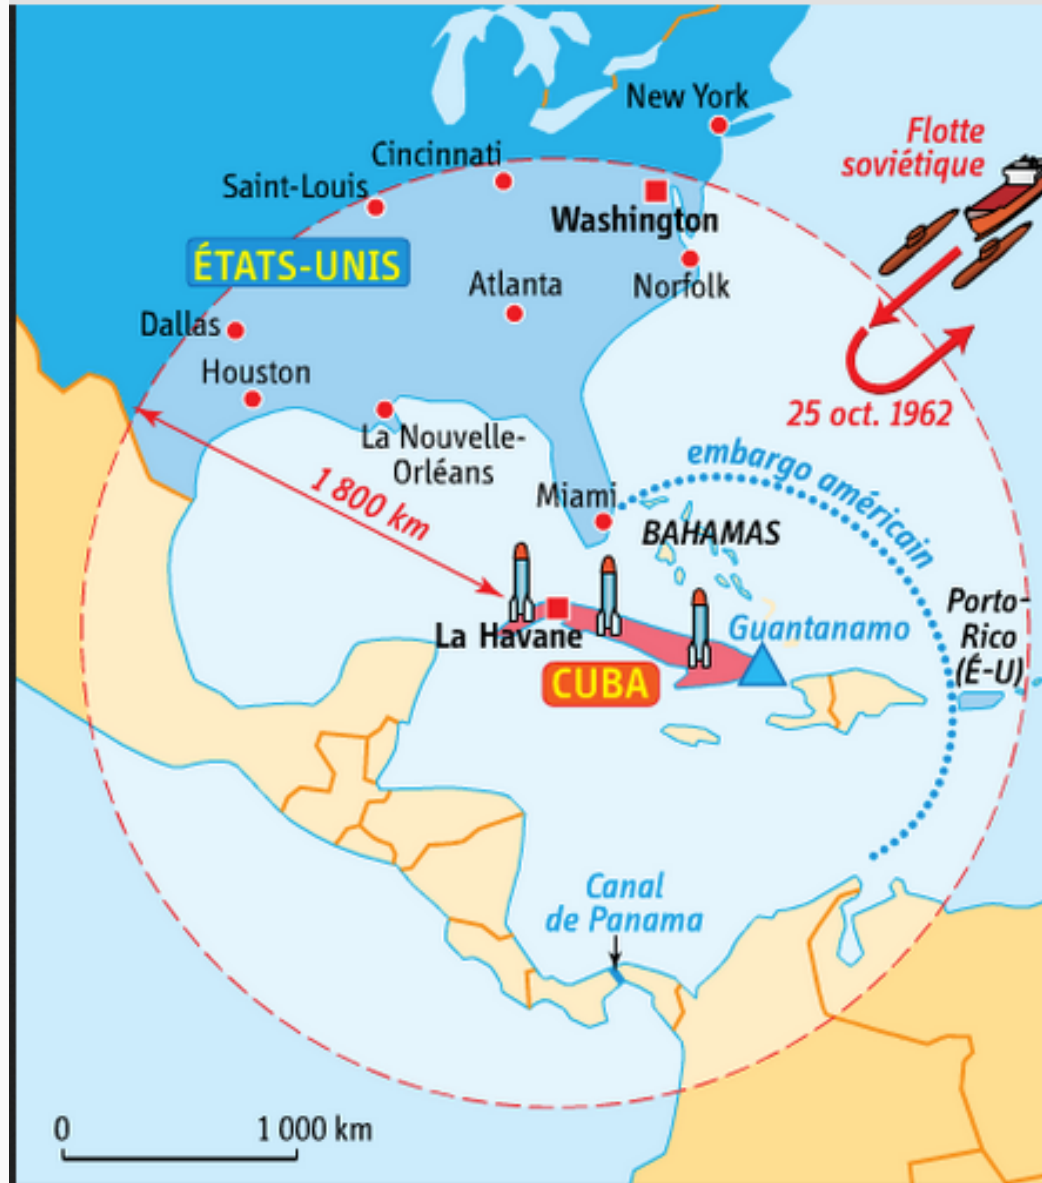 New York
Flotte
soviétique
Cincinnati
Saint-Louis
Washington
ÉTATS-UNIS
Atlanta
Norfolk
Dallas
Houston
25 oct. 1962
La Nouvelle-
Orléans
embargo américain
1 800 km
Miami
BAHAMAS
Porto-
Rico
(É-U)
Guantanamo
La Havane
CUBA
Canal
de Panama
0 1 000 km